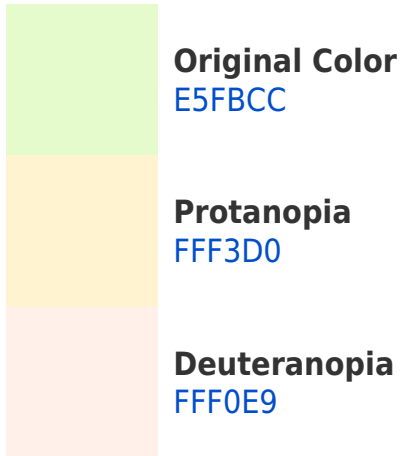 Original Color
E5FBCC
Protanopia
FFF3D0
Deuteranopia
FFF0E9